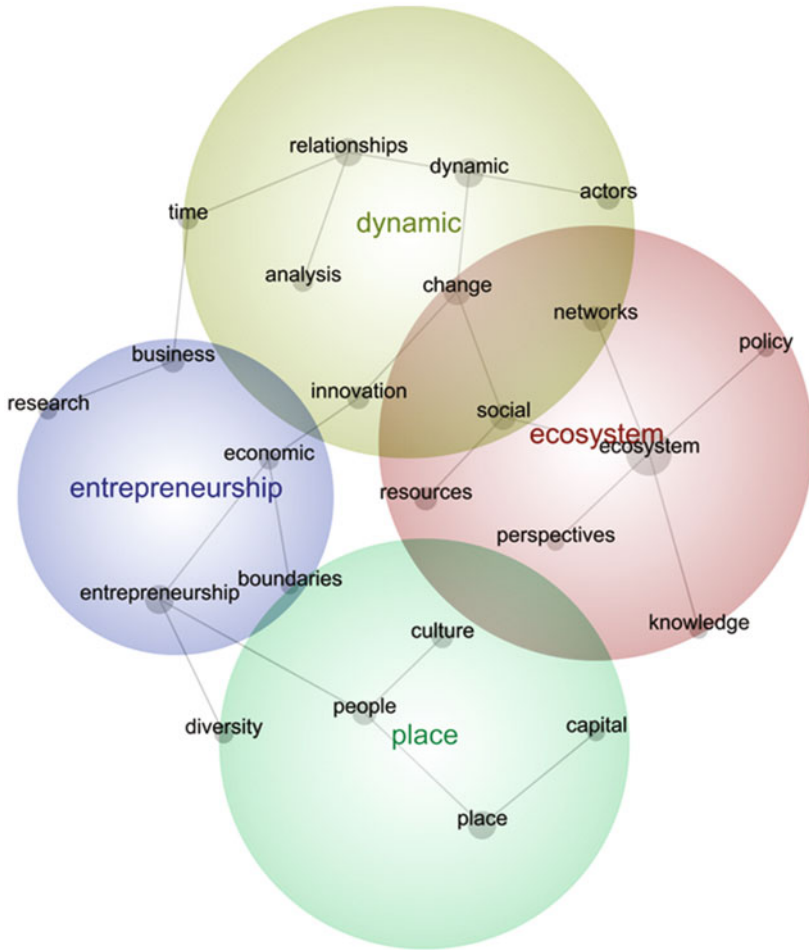 relationships
dynamic
actors
time
dynamic
analysis
change
networks
policy
business
innovation
research
social
ecosystem
economic
ecosystem
entrepreneurship
resources
perspectives
boundaries
entrepreneurship
knowledge
culture
people
diversity
place
capital
place